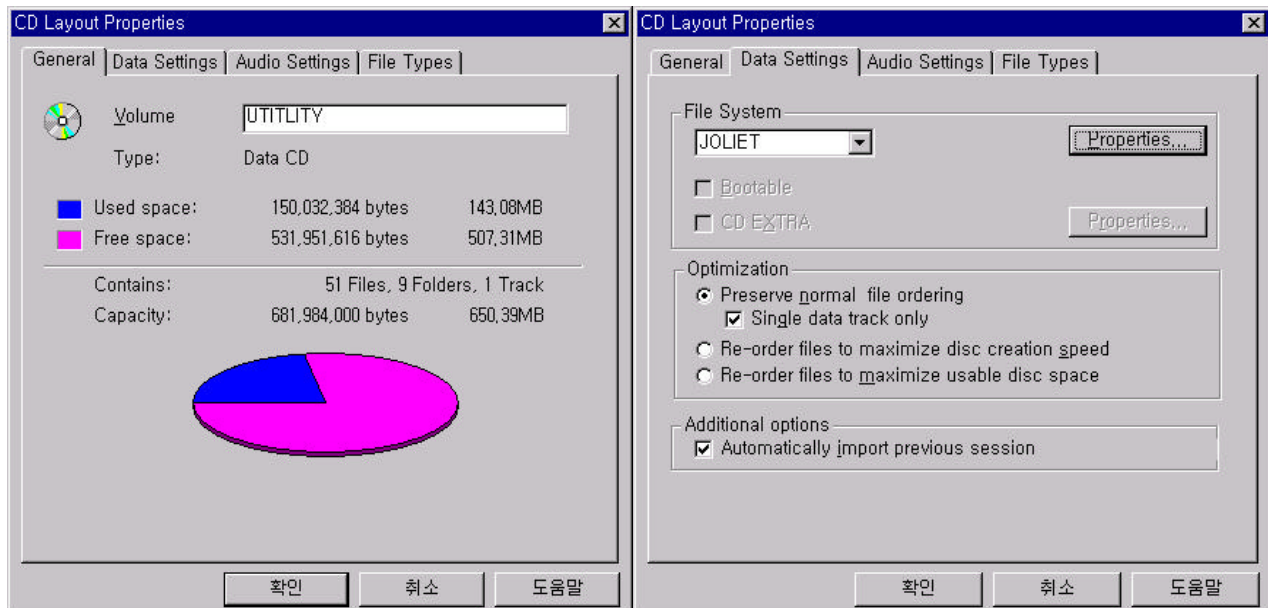 CD Layout Properties
General Data Settings Audio Settings File Types
Volume UTITLITY
Type: Data CD
Used space: 150,032,384 bytes 143,08MB
Free space: 531,951,616 bytes 507,31MB
Contains: 51 Files, 9 Folders, 1 Track
Capacity: 681,984,000 bytes 650,39MB
확인 취소 도움말
CD Layout Properties
General Data Settings Audio Settings File Types
File System
JOLIET Properties,,,
Bootable
CD EXTRA Properties,,,
Optimization
Preserve normal file ordering
Single data track only
Re-order files to maximize disc creation speed
Re-order files to maximize usable disc space
Additional options
Automatically import previous session
확인 취소 도움말